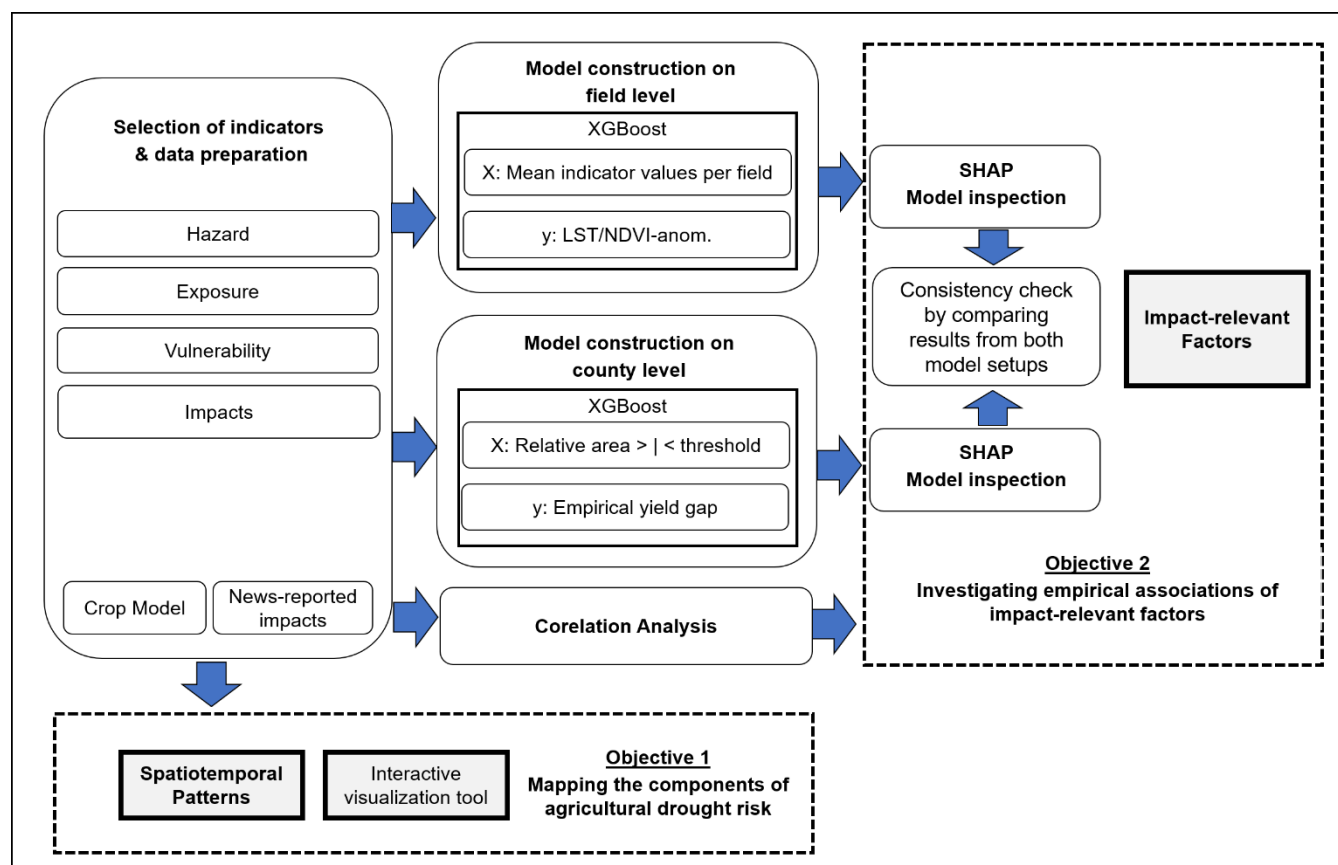 Selection of indicators
& data preparation
Hazard
Exposure
Vulnerability
Impacts
Crop Model
News-reported
impacts
Model construction on
field level
XGBoost
X: Mean indicator values per field
y: LST/NDVI-anom.
Model construction on
county level
XGBoost
X: Relative area > | < threshold
y: Empirical yield gap
Corelation Analysis
SHAP
Model inspection
Consistency check
by comparing
results from both
model setups
SHAP
Model inspection
Impact-relevant
Factors
Objective 2
Investigating empirical associations of
impact-relevant factors
Spatiotemporal
Patterns
Interactive
visualization tool
Objective 1
Mapping the components of
agricultural drought risk